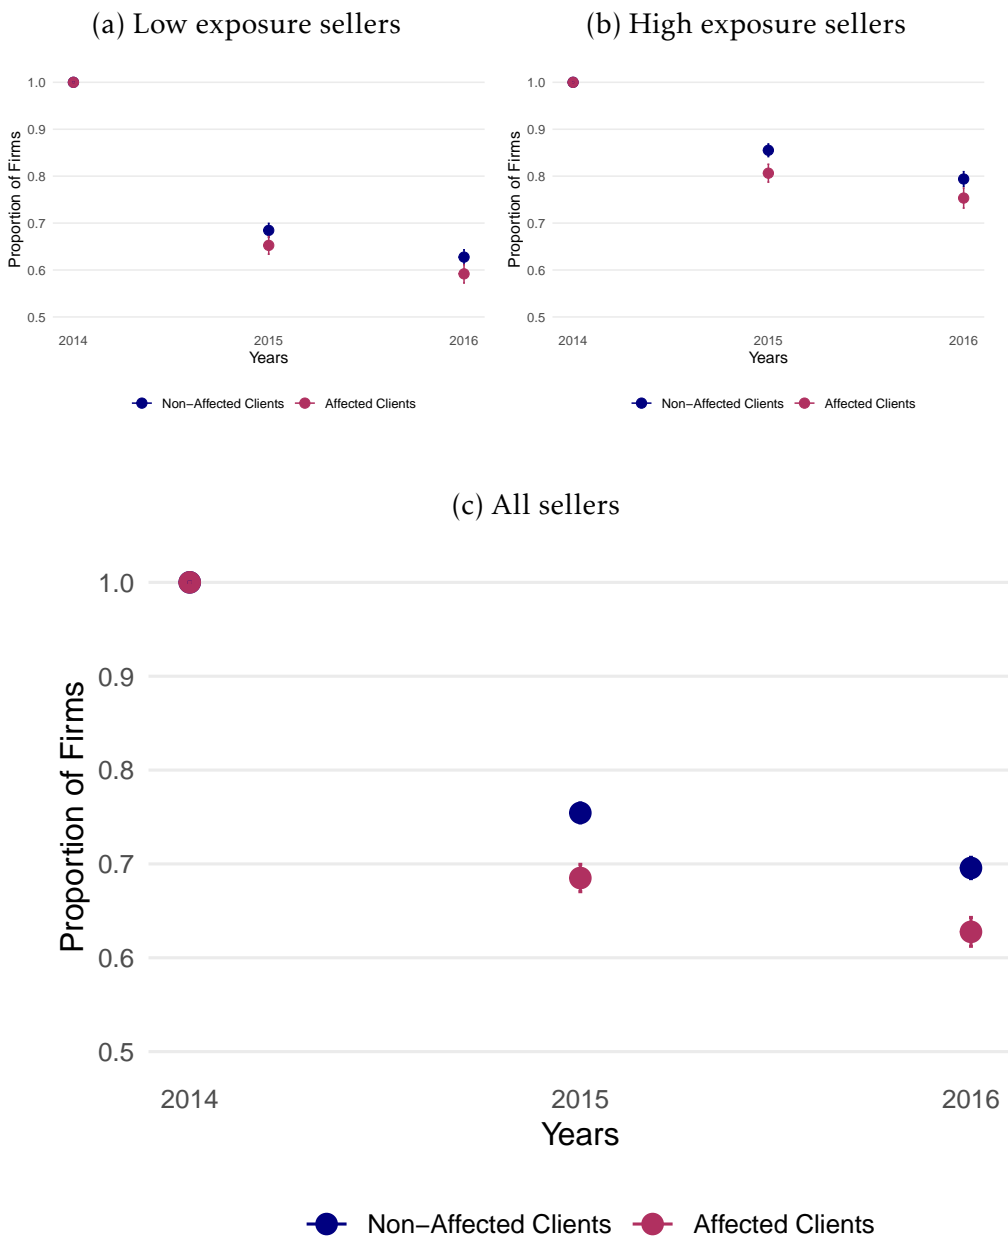 (a) Low exposure sellers
1.0
0.9
0.8
0.7
0.6
0.5
Proportion of Firms
2014 2015 2016
Years
Non−Affected Clients Affected Clients
(b) High exposure sellers
1.0
0.9
0.8
0.7
0.6
0.5
Proportion of Firms
2014 2015 2016
Years
Non−Affected Clients Affected Clients
(c) All sellers
1.0
0.9
0.8
0.7
0.6
0.5
Proportion of Firms
2014 2015 2016
Years
Non−Affected Clients Affected Clients